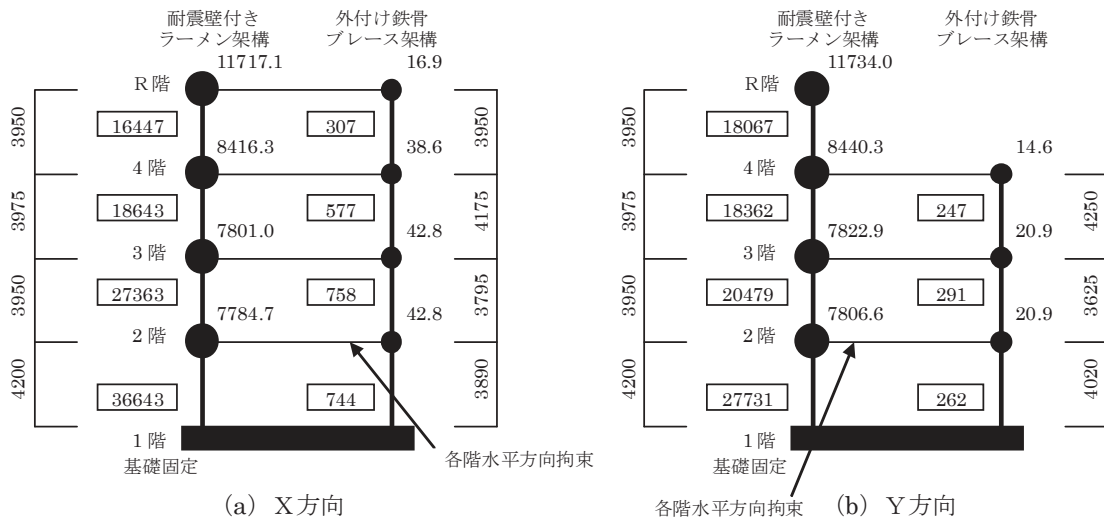 耐震壁付き
ラーメン架構
外付け鉄骨
ブレース架構
11717.1
16.9
R階
3950
16447
307
3950
8416.3
38.6
4階
3975
18643
577
4175
7801.0
42.8
3階
3950
27363
758
3795
7784.7
42.8
2階
4200
36643
744
3890
1階
基礎固定
各階水平方向拘束
(a) X方向
耐震壁付き
ラーメン架構
外付け鉄骨
ブレース架構
11734.0
R階
3950
18067
8440.3
14.6
4階
3975
18362
247
4250
7822.9
20.9
3階
3950
20479
291
3625
7806.6
20.9
2階
4200
27731
262
4020
1階
基礎固定
各階水平方向拘束
(b) Y方向